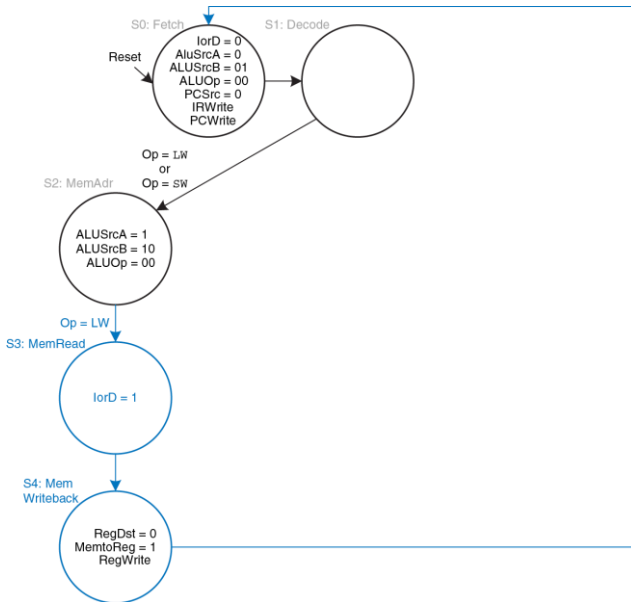 S0: Fetch
S1: Decode
Reset
IorD = 0
AluSrcA = 0
ALUSrcB = 01
ALUOp = 00
PCSrc = 0
IRWrite
PCWrite
Op = LW
or
Op = SW
S2: MemAdr
ALUSrcA = 1
ALUSrcB = 10
ALUOp = 00
Op = LW
S3: MemRead
IorD = 1
S4: Mem
Writeback
RegDst = 0
MemtoReg = 1
RegWrite